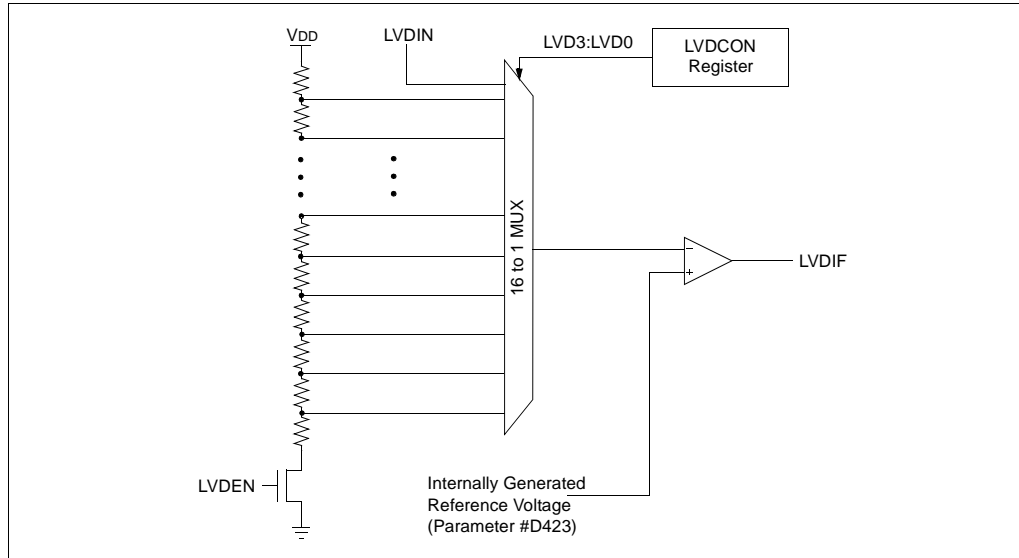 VDD
LVDIN
LVD3:LVD0
LVDCON
Register
16 to 1 MUX
–
+
LVDIF
LVDEN
Internally Generated
Reference Voltage
(Parameter #D423)